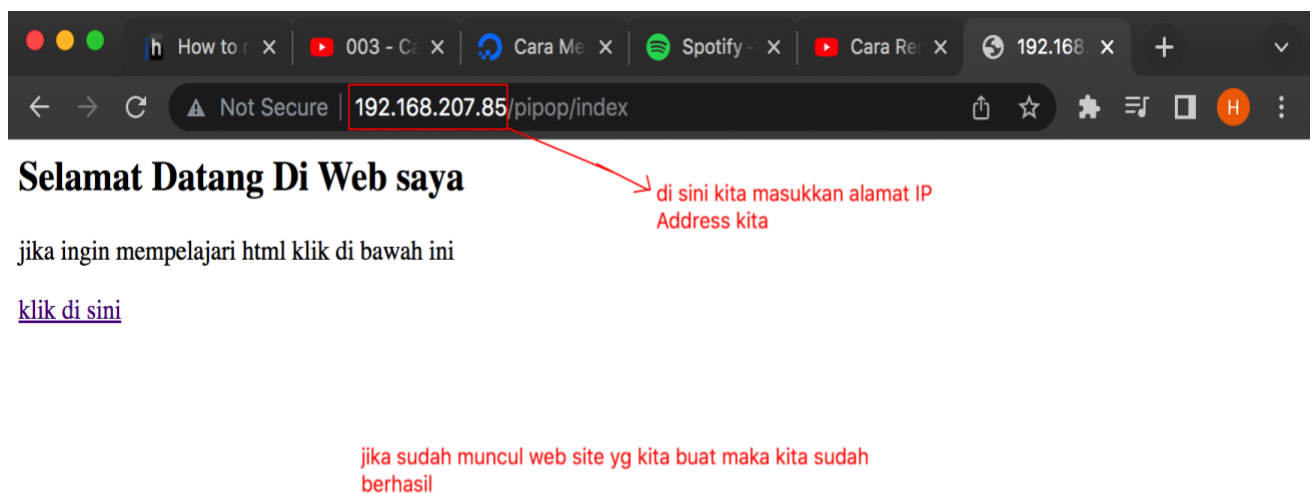 How to r
003 - Ca
Cara Me
Spotify -
Cara Re
192.168
Not Secure | 192.168.207.85/pipop/index
H
Selamat Datang Di Web saya
di sini kita masukkan alamat IP
Address kita
jika ingin mempelajari html klik di bawah ini
klik di sini
jika sudah muncul web site yg kita buat maka kita sudah
berhasil